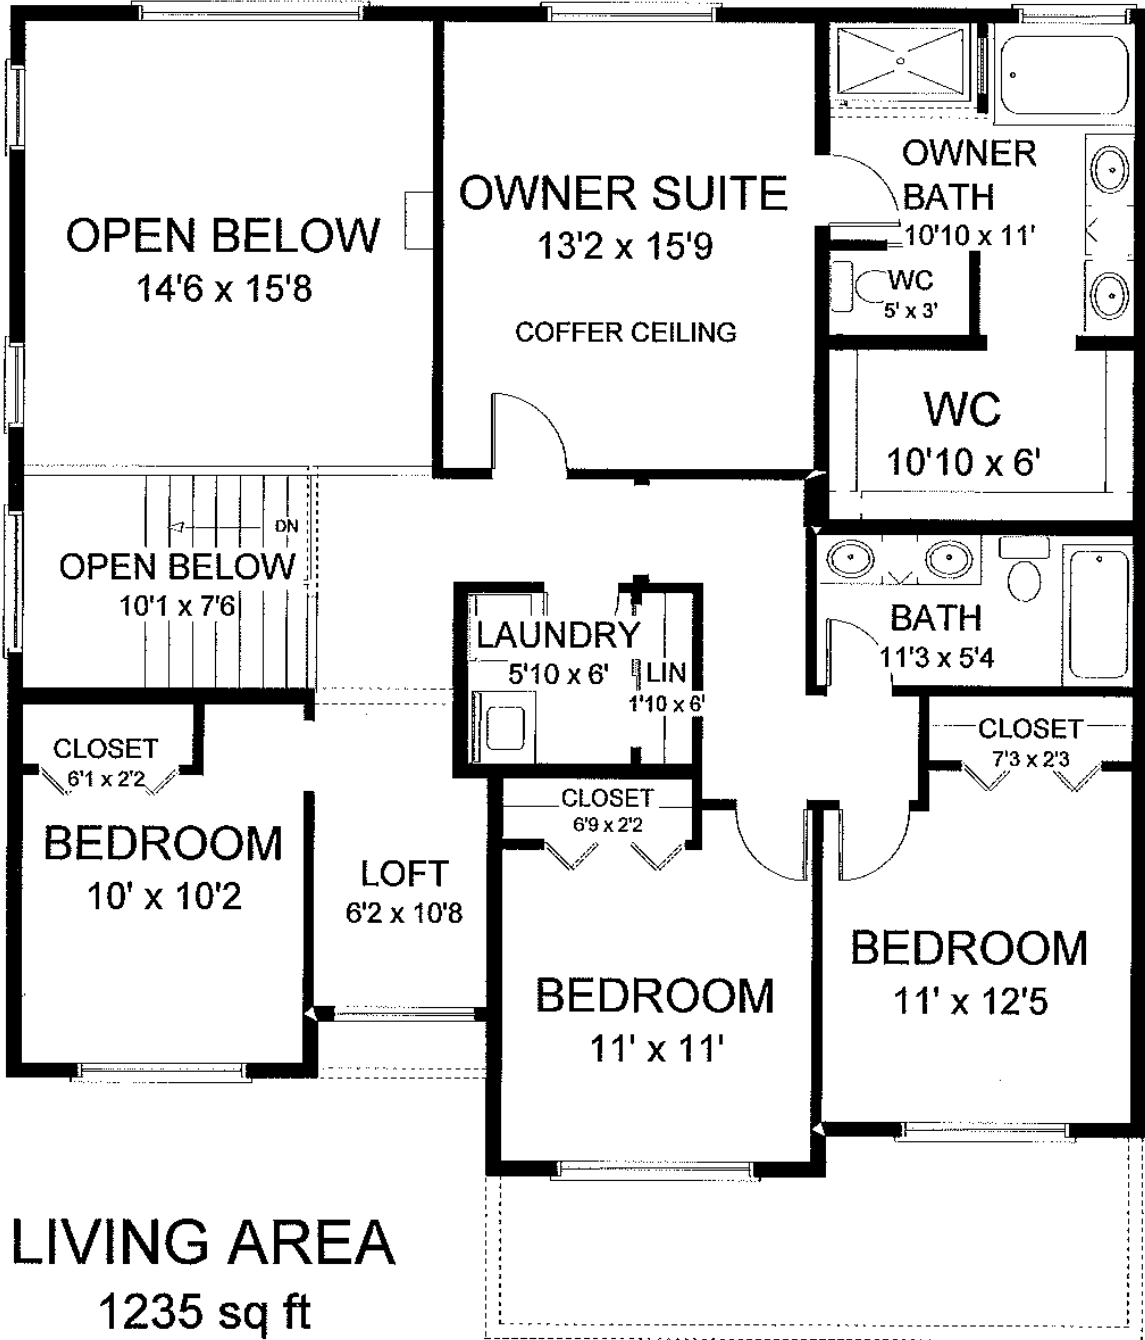 OPEN BELOW
14'6 x 15'8
OWNER SUITE
13'2 x 15'9
COFFER CEILING
OWNER
BATH
10'10 x 11'
WC
5' x 3'
WC
10'10 x 6'
DN
OPEN BELOW
10'1 x 7'6
LAUNDRY
5'10 x 6'
LIN
1'10 x 6'
BATH
11'3 x 5'4
CLOSET
6'1 x 2'2
BEDROOM
10' x 10'2
LOFT
6'2 x 10'8
CLOSET
6'9 x 2'2
BEDROOM
11' x 11'
CLOSET
7'3 x 2'3
BEDROOM
11' x 12'5
LIVING AREA
1235 sq ft